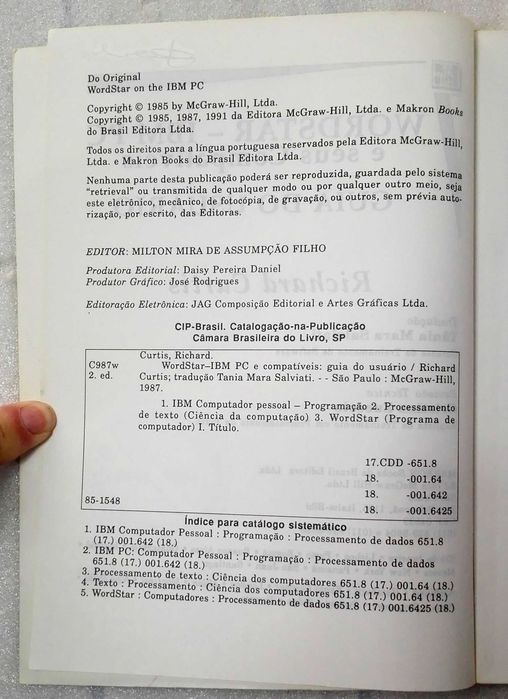 Do Original
WordStar on the IBM PC
Copyright © 1985 by McGraw-Hill, Ltda.
Copyright © 1985, 1987, 1991 da Editora McGraw-Hill, Ltda. e Makron Books
do Brasil Editora Ltda.
Todos os direitos para a língua portuguesa reservados pela Editora McGraw-Hill,
Ltda. e Makron Books do Brasil Editora Ltda.
Nenhuma parte desta publicação poderá ser reproduzida, guardada pelo sistema
“retrieval” ou transmitida de qualquer modo ou por qualquer outro meio, seja
este eletrônico, mecânico, de fotocópia, de gravação, ou outros, sem prévia auto-
rização, por escrito, das Editoras.
EDITOR: MILTON MIRA DE ASSUMPÇÃO FILHO
Produtora Editorial: Daisy Pereira Daniel
Produtor Gráfico: José Rodrigues
Editoração Eletrônica: JAG Composição Editorial e Artes Gráficas Ltda.
CIP-Brasil. Catalogação-na-Publicação
Câmara Brasileira do Livro, SP
Curtis, Richard.
C987w WordStar–IBM PC e compatíveis: guia do usuário / Richard
2. ed. Curtis; tradução Tania Mara Salviati. - - São Paulo : McGraw-Hill,
1987.
1. IBM Computador pessoal – Programação 2. Processamento
de texto (Ciência da computação) 3. WordStar (Programa de
computador) I. Título.
17.CDD -651.8
18. -001.64
18. -001.642
85-1548 18. -001.6425
Índice para catálogo sistemático
1. IBM Computador Pessoal : Programação : Processamento de dados 651.8
(17.) 001.642 (18.)
2. IBM PC: Computador Pessoal : Programação : Processamento de dados
651.8 (17.) 001.642 (18.)
3. Processamento de texto : Ciência dos computadores 651.8 (17.) 001.64 (18.)
4. Texto : Processamento : Ciência dos computadores 651.8 (17.) 001.64 (18.)
5. WordStar : Computadores : Processamento de dados 651.8 (17.) 001.6425 (18.)